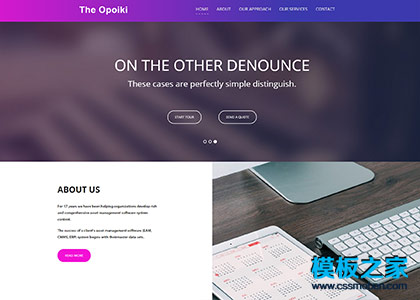 The Opoiki
HOME ABOUT OUR APPROACH OUR SERVICES CONTACT
ON THE OTHER DENOUNCE
These cases are perfectly simple distinguish.
START TOUR SEND A QUOTE
ABOUT US
For 17 years we have been helping organizations develop rich
and comprehensive asset management software system
content.
The success of a client's asset management software (EAM,
CMMS, ERP) system begins with
READ MORE
模板之家
www.cssmoban.com